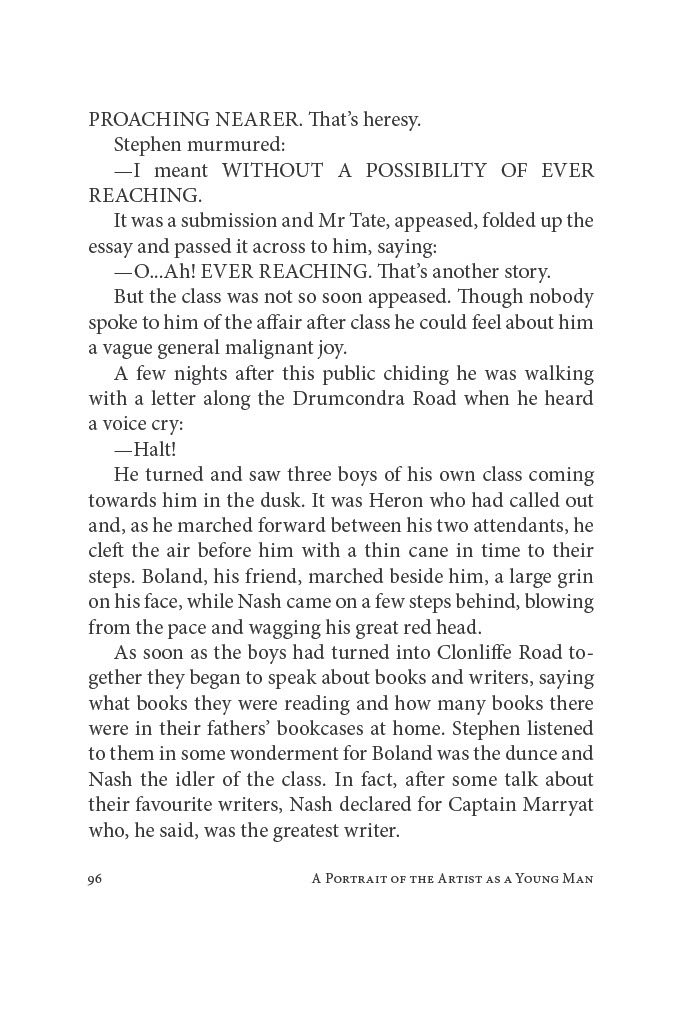 PROACHING NEARER. That’s heresy.
Stephen murmured:
—I meant WITHOUT A POSSIBILITY OF EVER
REACHING.
It was a submission and Mr Tate, appeased, folded up the
essay and passed it across to him, saying:
—O...Ah! EVER REACHING. That’s another story.
But the class was not so soon appeased. Though nobody
spoke to him of the affair after class he could feel about him
a vague general malignant joy.
A few nights after this public chiding he was walking
with a letter along the Drumcondra Road when he heard
a voice cry:
—Halt!
He turned and saw three boys of his own class coming
towards him in the dusk. It was Heron who had called out
and, as he marched forward between his two attendants, he
cleft the air before him with a thin cane in time to their
steps. Boland, his friend, marched beside him, a large grin
on his face, while Nash came on a few steps behind, blowing
from the pace and wagging his great red head.
As soon as the boys had turned into Clonliffe Road to-
gether they began to speak about books and writers, saying
what books they were reading and how many books there
were in their fathers’ bookcases at home. Stephen listened
to them in some wonderment for Boland was the dunce and
Nash the idler of the class. In fact, after some talk about
their favourite writers, Nash declared for Captain Marryat
who, he said, was the greatest writer.
96 A Portrait of the Artist as a Young Man